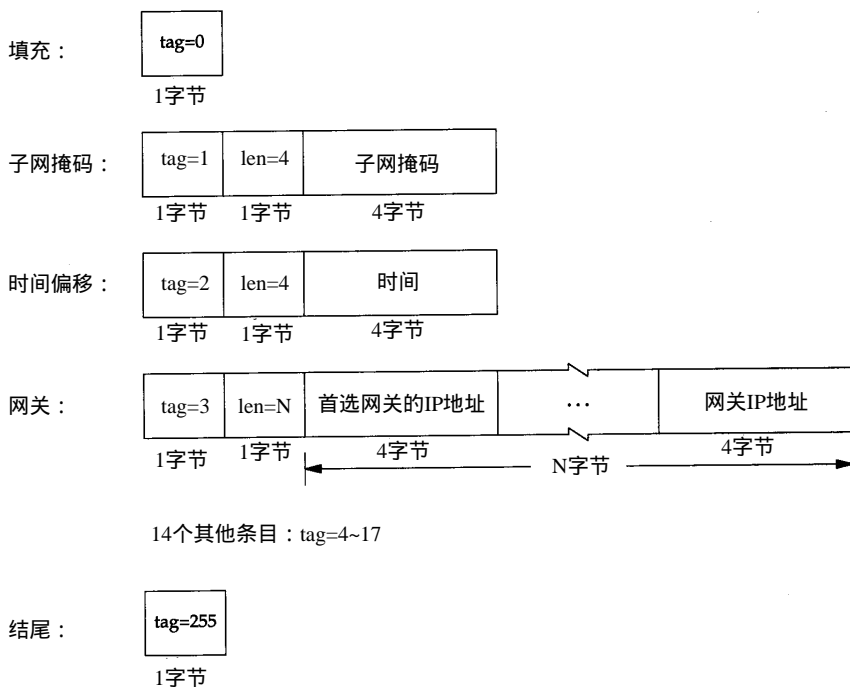 填充：
tag=0
1字节
子网掩码：
tag=1 len=4 子网掩码
1字节 1字节 4字节
时间偏移：
tag=2 len=4 时间
1字节 1字节 4字节
网关：
tag=3 len=N 首选网关的IP地址 … 网关IP地址
1字节 1字节 4字节 4字节
N字节
14个其他条目：tag=4~17
结尾：
tag=255
1字节